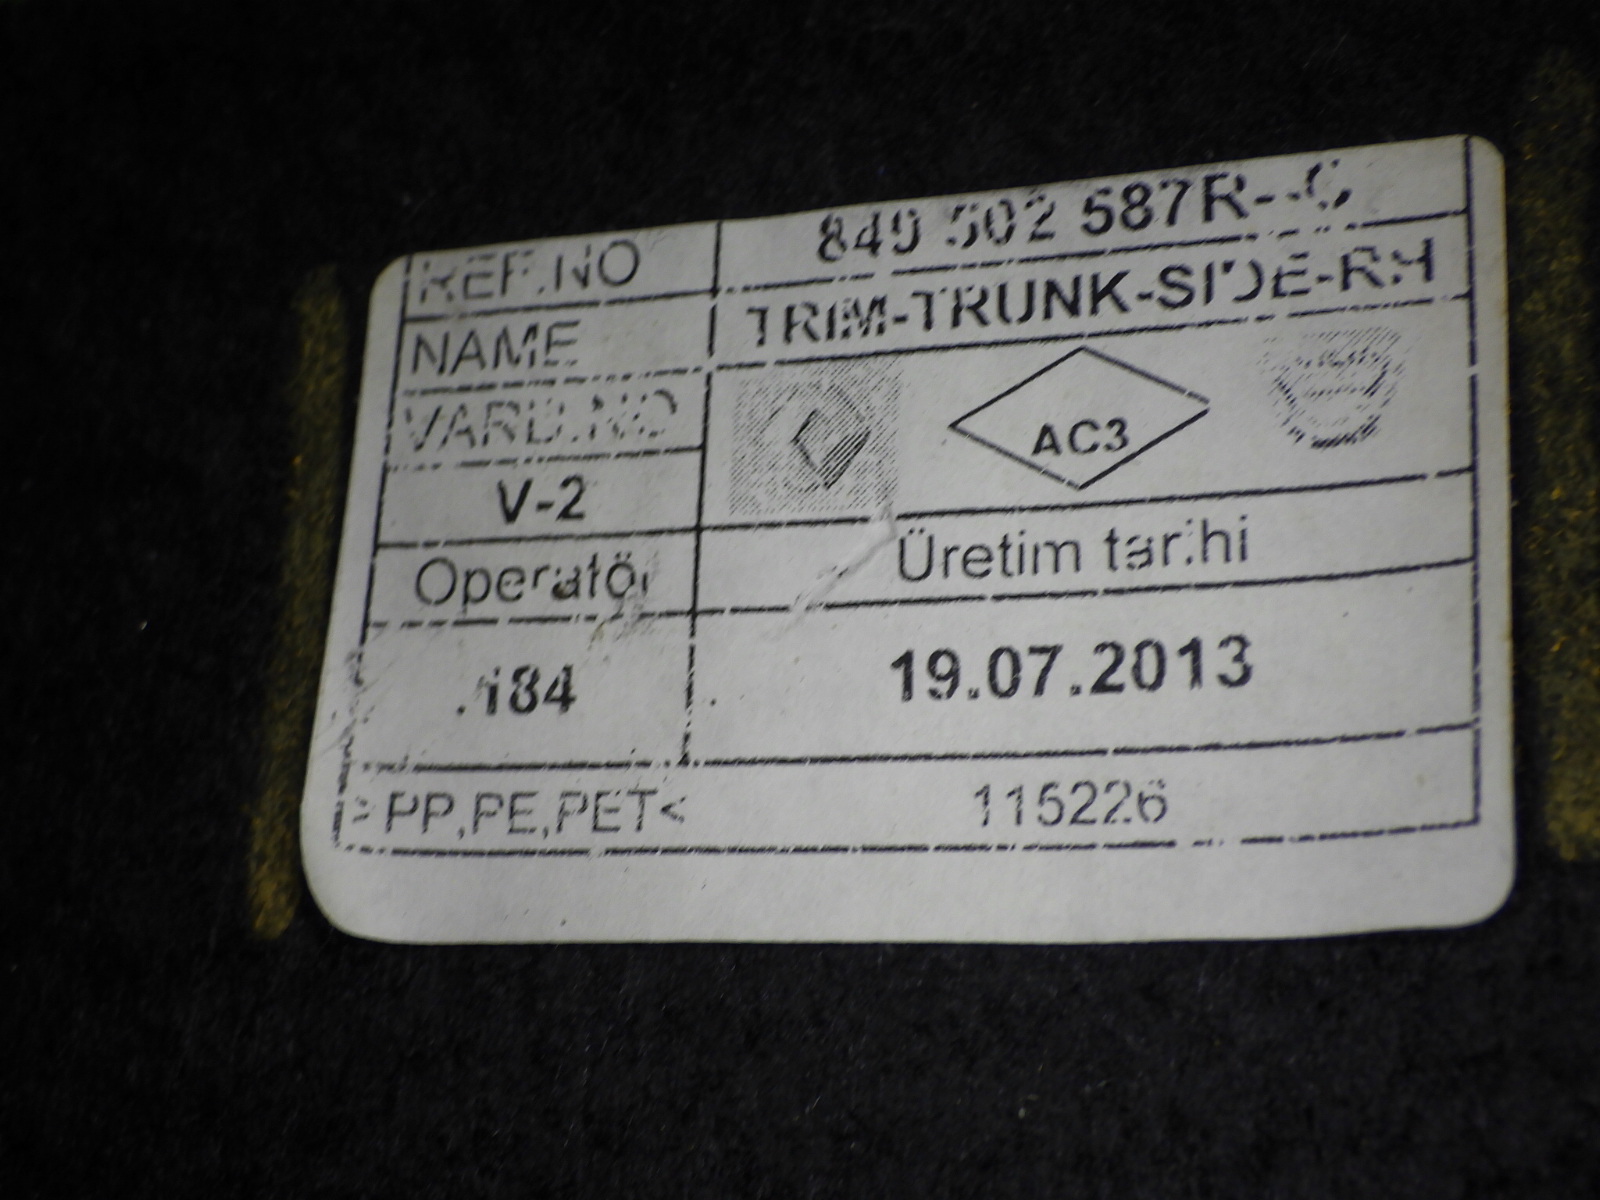 REF.NO 849 502 587R--C
NAME TRIM-TRUNK-SIDE-RH
V-2
AC3
Operatör Üretim tarihi
184 19.07.2013
>PP,PE,PET< 115226